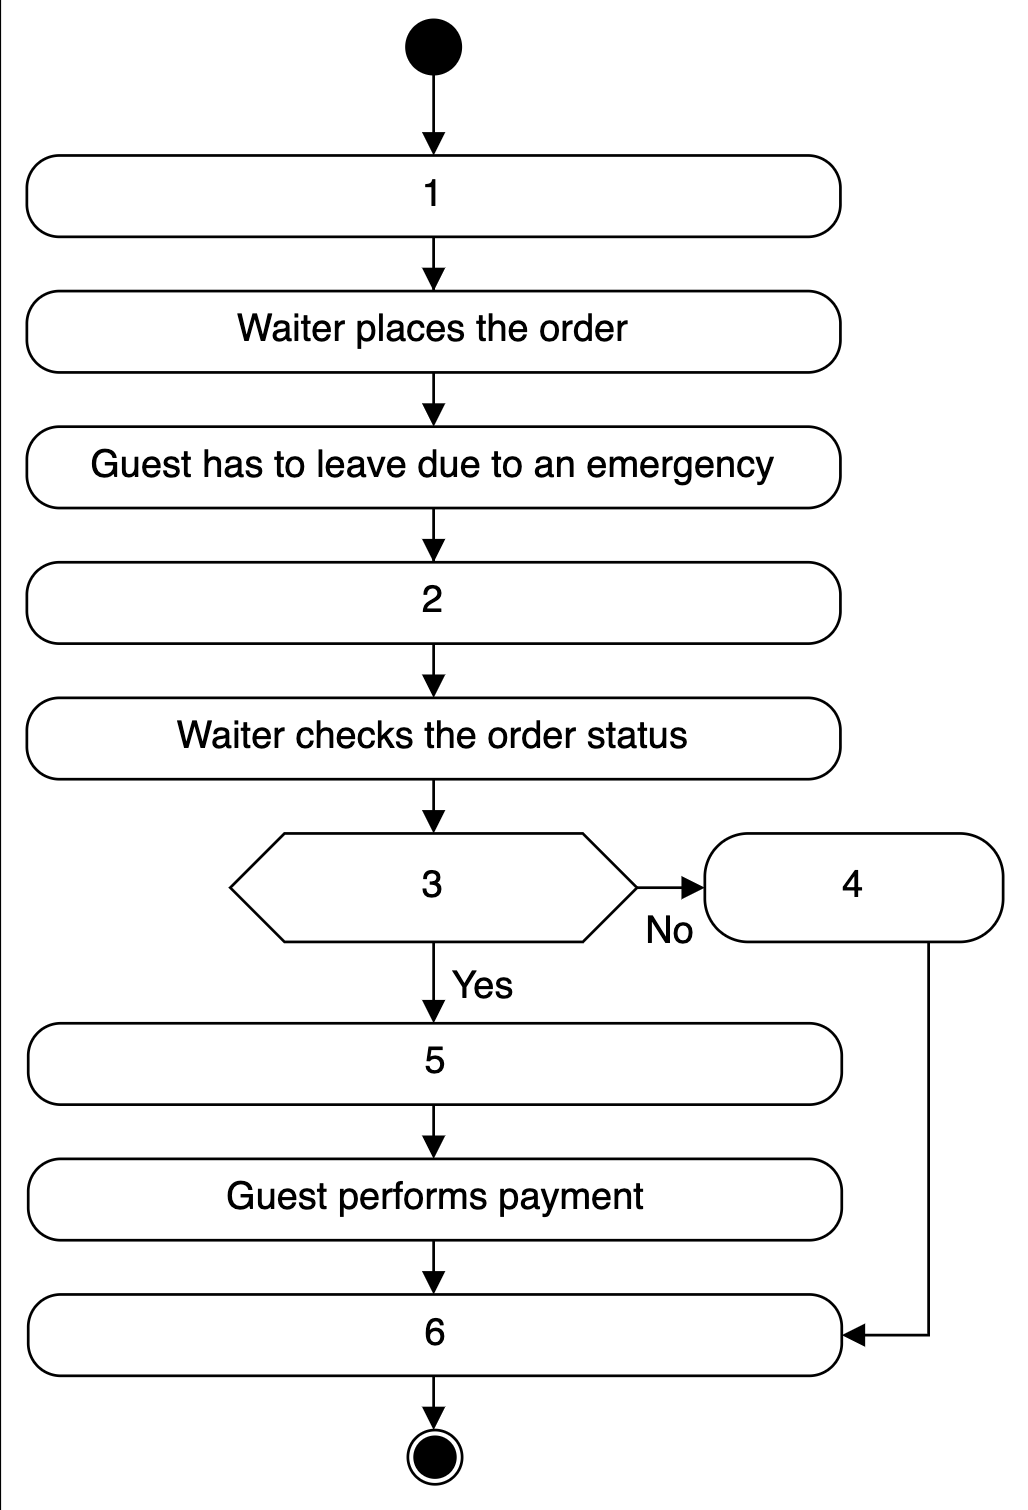 1
Waiter places the order
Guest has to leave due to an emergency
2
Waiter checks the order status
3
4
No
Yes
5
Guest performs payment
6